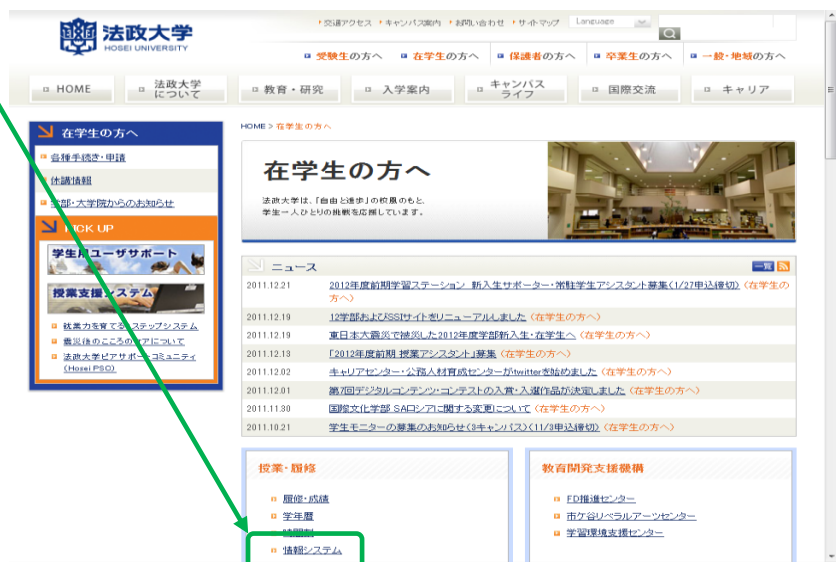 法政大学
HOSEI UNIVERSITY
交通アクセス キャンパス案内 お問い合わせ サイトマップ Language
受験生の方へ 在学生の方へ 保護者の方へ 卒業生の方へ 一般・地域の方へ
HOME 法政大学について 教育・研究 入学案内 キャンパスライフ 国際交流 キャリア
在学生の方へ
各種手続き・申請
休講情報
学部・大学院からのお知らせ
PICK UP
学生用ユーザサポート
授業支援システム
就業力を育てる3ステップシステム
震災後のこころのケアについて
法政大学ピアサポートコミュニティ
(Hosei PSO)
HOME > 在学生の方へ
在学生の方へ
法政大学は、「自由と進歩」の校風のもと、
学生一人ひとりの挑戦を応援しています。
ニュース 一覧
2011.12.21 2012年度前期学習ステーション 新入生サポーター・常駐学生アシスタント募集(1/27申込締切) (在学生の
方へ)
2011.12.19 12学部およびSSIサイトをリニューアルしました (在学生の方へ)
2011.12.19 東日本大震災で被災した2012年度学部新入生・在学生へ (在学生の方へ)
2011.12.13 「2012年度前期 授業アシスタント」募集 (在学生の方へ)
2011.12.02 キャリアセンター・公務人材育成センターがtwitterを始めました (在学生の方へ)
2011.12.01 第7回デジタルコンテンツ・コンテストの入賞・入選作品が決定しました (在学生の方へ)
2011.11.30 国際文化学部 SAロシアに関する変更について (在学生の方へ)
2011.10.21 学生モニターの募集のお知らせ(3キャンパス)(11/3申込締切) (在学生の方へ)
授業・履修
履修・成績
学年暦
時間割
情報システム
教育開発支援機構
FD推進センター
市ケ谷リベラルアーツセンター
学習環境支援センター